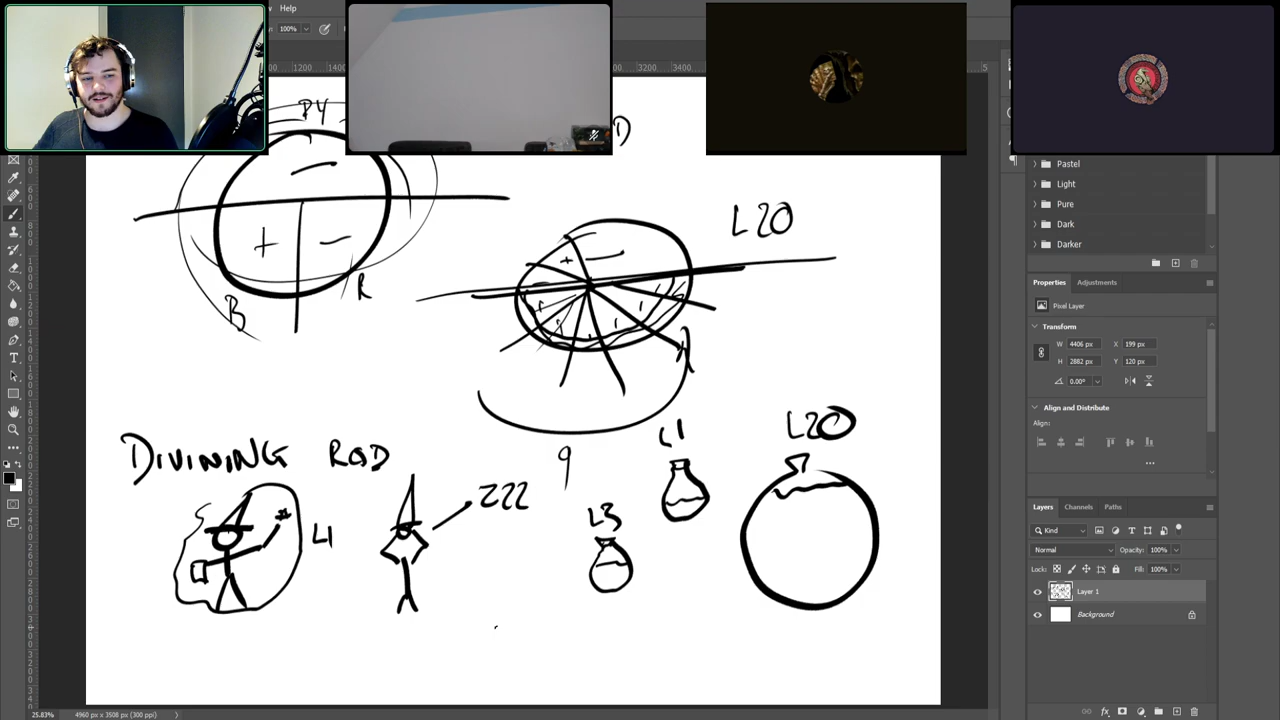 Help
100%
1200
1400
3200
3400
P4
D
Pastel
Light
Pure
Dark
Darker
L20
+
−
+
−
−
B
R
Properties
Adjustments
Pixel Layer
Transform
W 4406 px X 199 px
H 2882 px Y 120 px
0.00°
Align and Distribute
Align:
9
L1
L20
DIVINING ROD
222
L3
L4
Layers
Channels
Paths
Kind
Normal
Opacity: 100%
Lock:
Fill: 100%
Layer 1
Background
25.83%
4960 px x 3508 px (300 ppi)